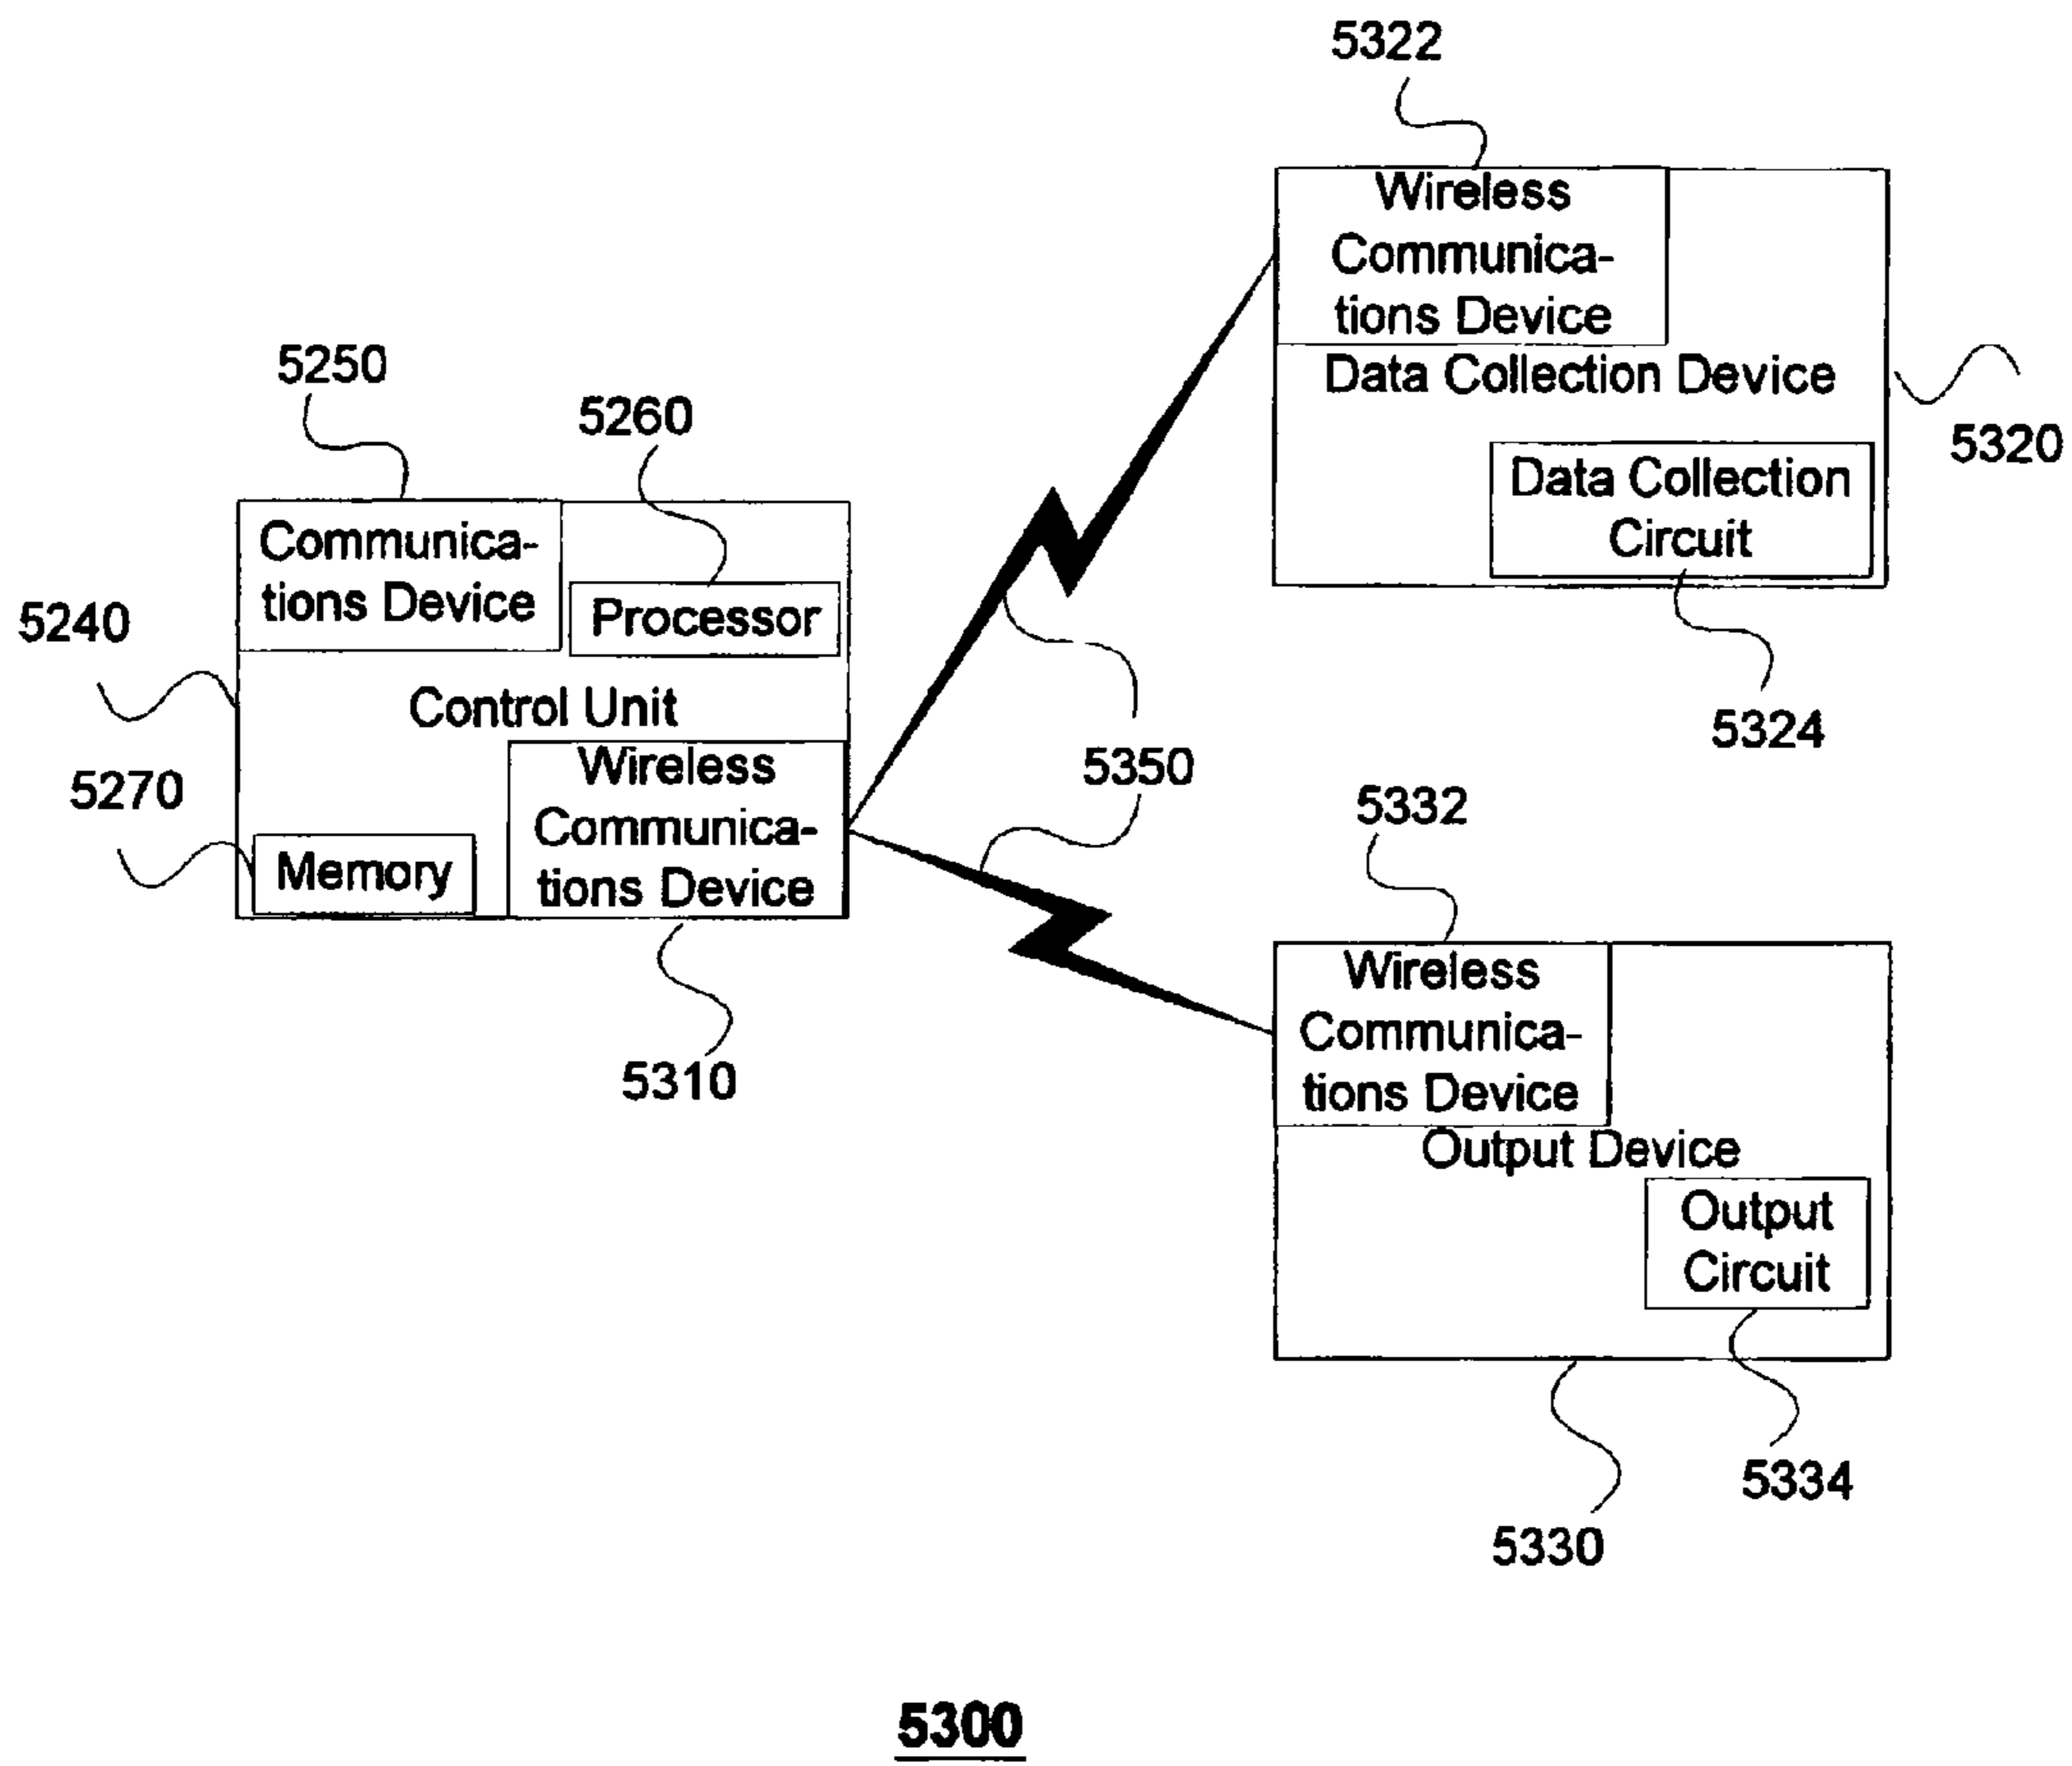 5322
Wireless
Communica-
tions Device
Data Collection Device
5320
Data Collection
Circuit
5324
5250
5260
Communica-
tions Device
Processor
5240
Control Unit
5270
Wireless
Communica-
tions Device
Memory
5310
5350
5332
Wireless
Communica-
tions Device
Output Device
Output
Circuit
5334
5330
5300